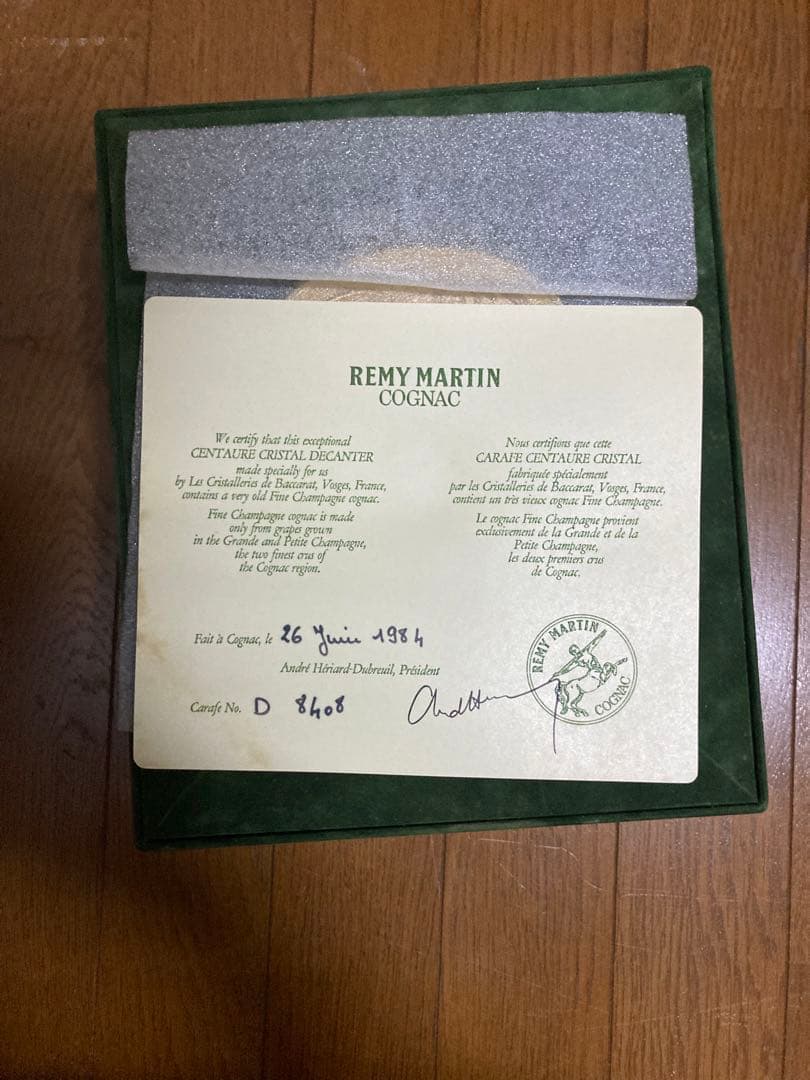 REMY MARTIN
COGNAC
We certify that this exceptional
CENTAURE CRISTAL DECANTER
made specially for us
by Les Cristalleries de Baccarat, Vosges, France,
contains a very old Fine Champagne cognac.
Fine Champagne cognac is made
only from grapes grown
in the Grande and Petite Champagne,
the two finest crus of
the Cognac region.
Nous certifions que cette
CARAFE CENTAURE CRISTAL
fabriquée spécialement
par les Cristalleries de Baccarat, Vosges, France,
contient un très vieux cognac Fine Champagne.
Le cognac Fine Champagne provient
exclusivement de la Grande et de la
Petite Champagne,
les deux premiers crus
de Cognac.
Fait à Cognac, le 26 Juin 1984
André Hériard-Dubreuil, Président
Carafe No. D 8408
REMY MARTIN
COGNAC